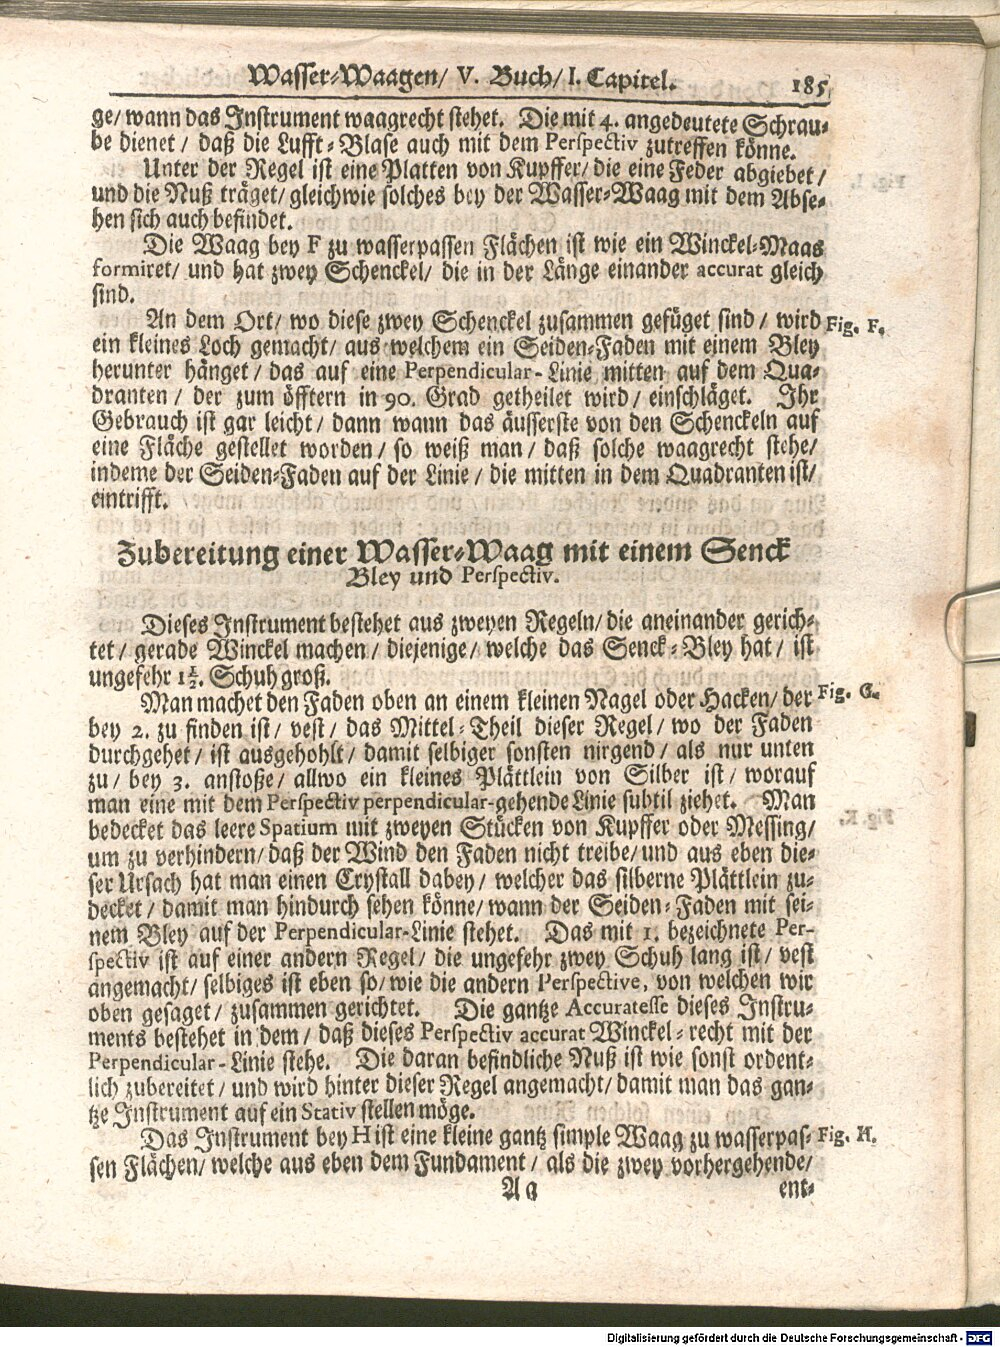 Wasser-Waagen/ V. Buch/ I. Capitel. 185
ge/ wann das Instrument waagrecht stehet. Die mit 4. angedeutete Schrau-
be dienet / daß die Lufft-Blase auch mit dem Perspectiv zutreffen könne.
Unter der Regel ist eine Platten von Kupffer/ die eine Feder abgiebet/
und die Nuß träget/ gleichwie solches bey der Wasser-Waag mit dem Abse-
hen sich auch befindet.
Die Waag bey F zu wasserpassen Flächen ist wie ein Winckel-Maas
formiret/ und hat zwey Schenckel/ die in der Länge einander accurat gleich
sind.
An dem Ort/ wo diese zwey Schenckel zusammen gefüget sind / wird Fig. F.
ein kleines Loch gemacht/ aus welchem ein Seiden-Faden mit einem Bley
herunter hänget / das auf eine Perpendicular-Linie mitten auf dem Qua-
dranten / der zum öfftern in 90. Grad getheilet wird / einschläget. Ihr
Gebrauch ist gar leicht / dann wann das äusserste von den Schenckeln auf
eine Fläche gestellet worden / so weiß man / daß solche waagrecht stehe/
indeme der Seiden-Faden auf der Linie / die mitten in dem Quadranten ist/
eintrifft.
Zubereitung einer Wasser-Waag mit einem Senck
Bley und Perspectiv.
Dieses Instrument bestehet aus zweyen Regeln/ die aneinander gerich-
tet / gerade Winckel machen / diejenige / welche das Senck-Bley hat / ist
ungefehr 1½. Schuh groß.
Man machet den Faden oben an einem kleinen Nagel oder Hacken/ der Fig. G.
bey 2. zu finden ist / vest / das Mittel-Theil dieser Regel / wo der Faden
durchgehet / ist ausgehohlt / damit selbiger sonsten nirgend / als nur unten
zu / bey 3. anstoße / allwo ein kleines Plättlein von Silber ist / worauf
man eine mit dem Perspectiv perpendicular-gehende Linie subtil ziehet. Man
bedecket das leere Spatium mit zweyen Stücken von Kupffer oder Messing/
um zu verhindern/ daß der Wind den Faden nicht treibe/ und aus eben die-
ser Ursach hat man einen Crystall dabey / welcher das silberne Plättlein zu-
decket / damit man hindurch sehen könne/ wann der Seiden-Faden mit sei-
nem Bley auf der Perpendicular-Linie stehet. Das mit 1. bezeichnete Per-
spectiv ist auf einer andern Regel / die ungefehr zwey Schuh lang ist / vest
angemacht/ selbiges ist eben so/ wie die andern Perspective, von welchen wir
oben gesaget / zusammen gerichtet. Die gantze Accuratesse dieses Instru-
ments bestehet in dem / daß dieses Perspectiv accurat Winckel-recht mit der
Perpendicular-Linie stehe. Die daran befindliche Nuß ist wie sonst ordent-
lich zubereitet / und wird hinter dieser Regel angemacht / damit man das gan-
tze Instrument auf ein Stativ stellen möge.
Das Instrument bey H ist eine kleine gantz simple Waag zu wasserpas- Fig. H.
sen Flächen/ welche aus eben dem Fundament / als die zwey vorhergehende/
A a ent-
Digitalisierung gefördert durch die Deutsche Forschungsgemeinschaft - DFG